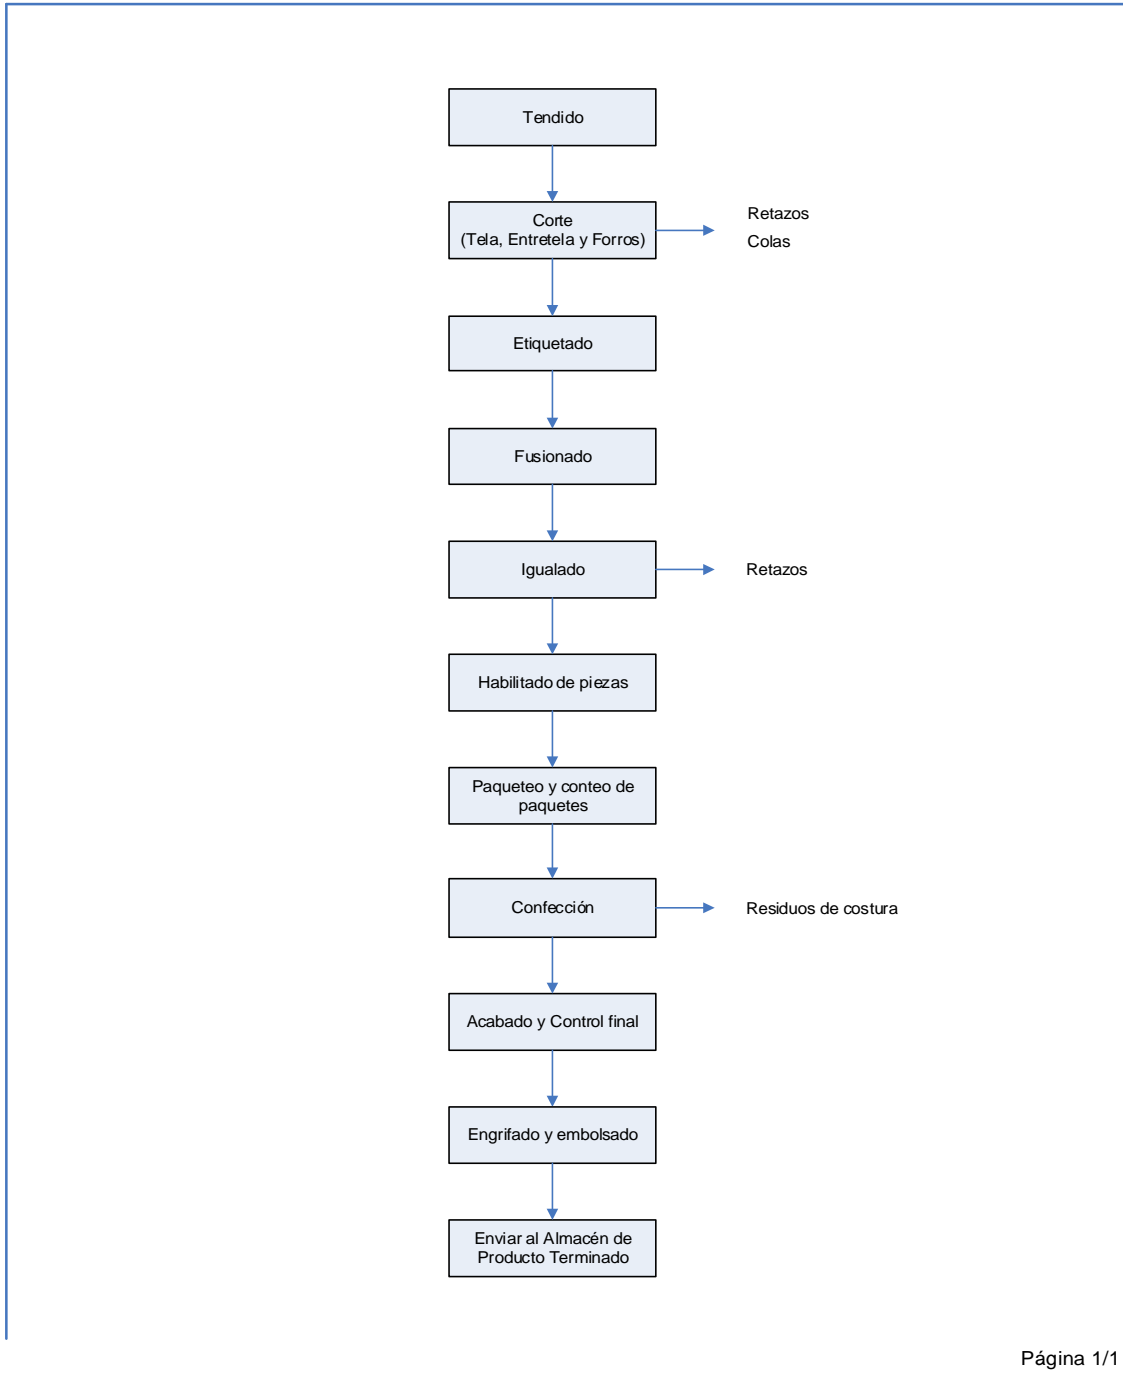 Tendido
Corte
(Tela, Entretela y Forros)
Retazos
Colas
Etiquetado
Fusionado
Igualado
Retazos
Habilitado de piezas
Paqueteo y conteo de
paquetes
Confección
Residuos de costura
Acabado y Control final
Engrifado y embolsado
Enviar al Almacén de
Producto Terminado
Página 1/1